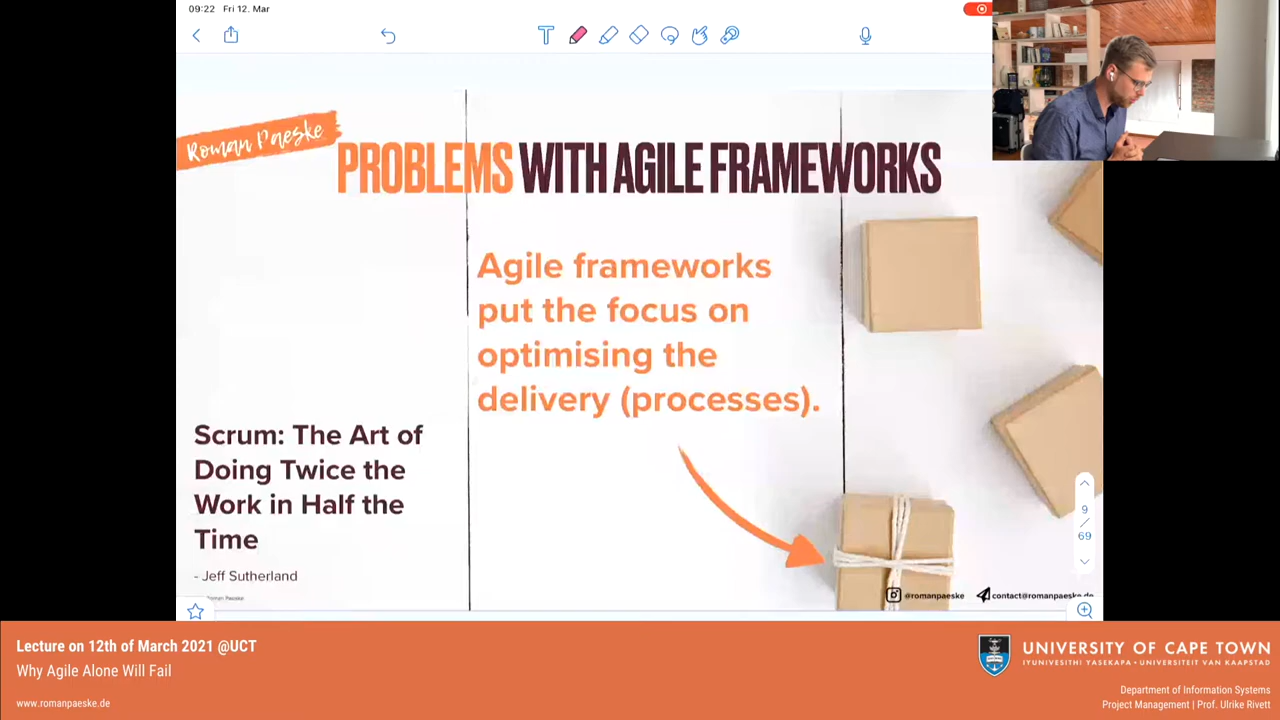 09:22 Fri 12. Mar
Roman Paeske
PROBLEMS WITH AGILE FRAMEWORKS
Agile frameworks
put the focus on
optimising the
delivery (processes).
Scrum: The Art of
Doing Twice the
Work in Half the
Time
- Jeff Sutherland
Roman Paeske
9
/
69
@romanpaeske
contact@romanpaeske.de
Lecture on 12th of March 2021 @UCT
Why Agile Alone Will Fail
www.romanpaeske.de
UNIVERSITY OF CAPE TOWN
IYUNIVESITHI YASEKAPA • UNIVERSITEIT VAN KAAPSTAD
Department of Information Systems
Project Management | Prof. Ulrike Rivett